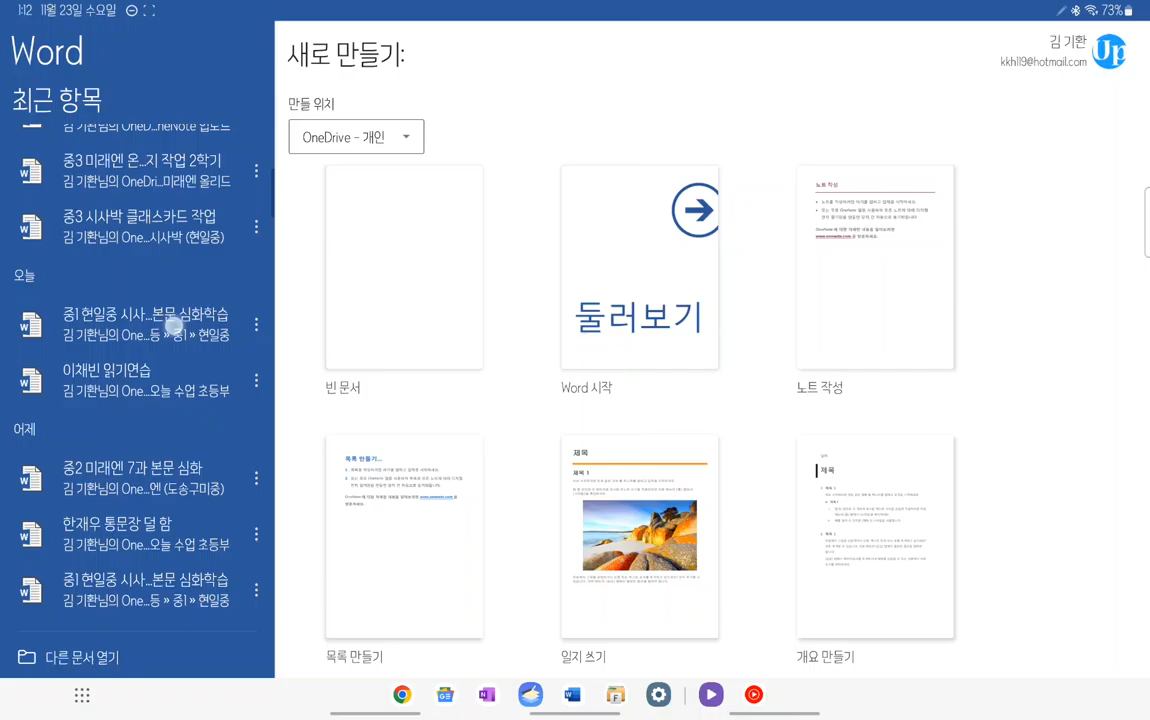 1:12 11월 23일 수요일
73%
Word
최근 항목
김 기환님의 OneD...neNote 업로드
중3 미래엔 온...지 작업 2학기
김 기환님의 OneDri...미래엔 올리드
중3 시사박 클래스카드 작업
김 기환님의 One...시사박 (현일중)
오늘
중1 현일중 시사...본문 심화학습
김 기환님의 One...등 » 중1 » 현일중
이채빈 읽기연습
김 기환님의 One...오늘 수업 초등부
어제
중2 미래엔 7과 본문 심화
김 기환님의 One...엔 (도송구미중)
한재우 통문장 덜 함
김 기환님의 One...오늘 수업 초등부
중1 현일중 시사...본문 심화학습
김 기환님의 One...등 » 중1 » 현일중
다른 문서 열기
새로 만들기:
김 기환
kkh119@hotmail.com
Up
만들 위치
OneDrive - 개인
둘러보기
노트 작성
빈 문서
Word 시작
노트 작성
목록 만들기...
제목
제목 1
제목
목록 만들기
일지 쓰기
개요 만들기